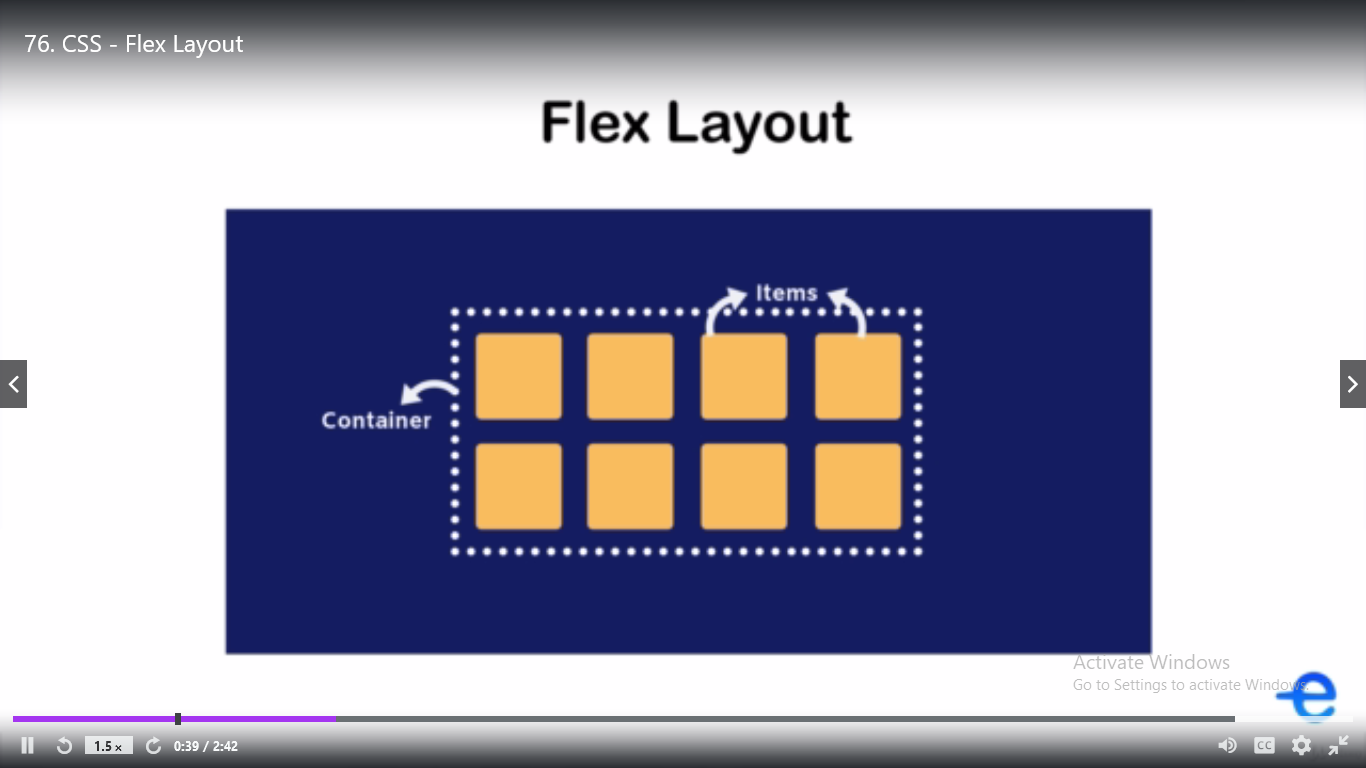 76. CSS - Flex Layout
Flex Layout
Items
Container
Activate Windows
Go to Settings to activate Windows.
1.5 x
0:39 / 2:42
CC
e